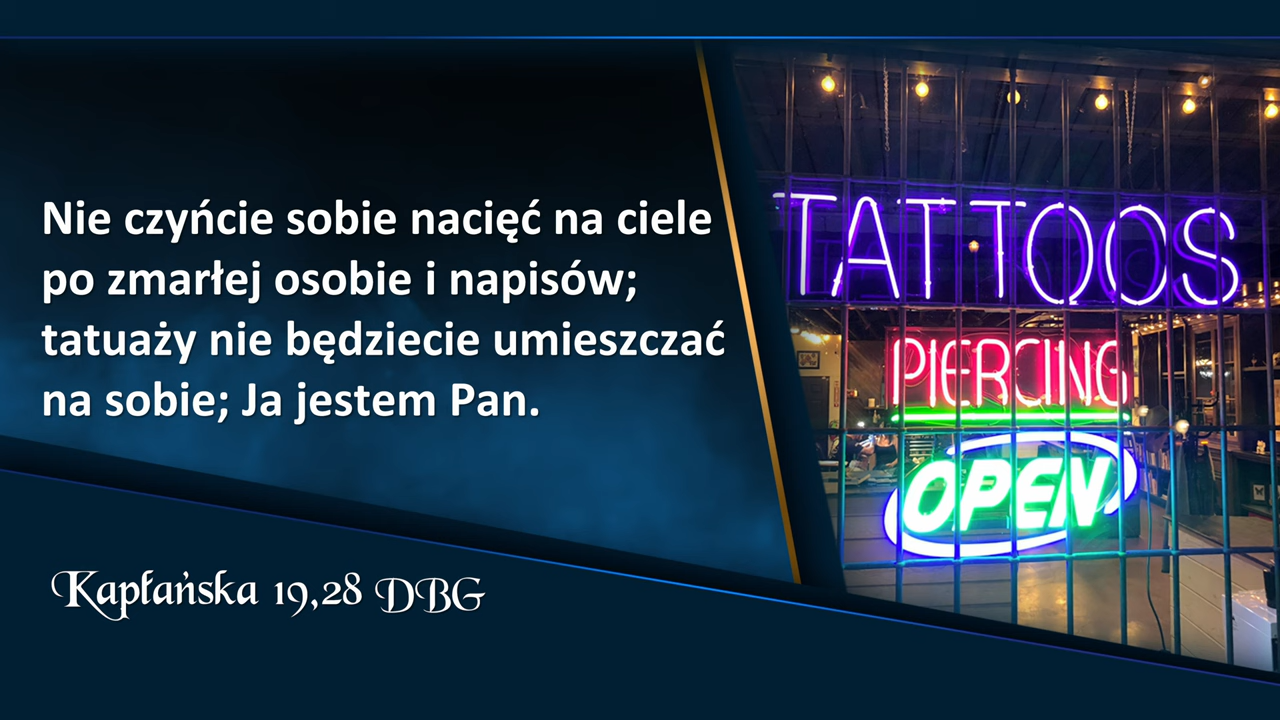 Nie czyńcie sobie nacięć na ciele
po zmarłej osobie i napisów;
tatuaży nie będziecie umieszczać
na sobie; Ja jestem Pan.
Kapłańska 19,28 DBG
TATTOOS
PIERCING
OPEN